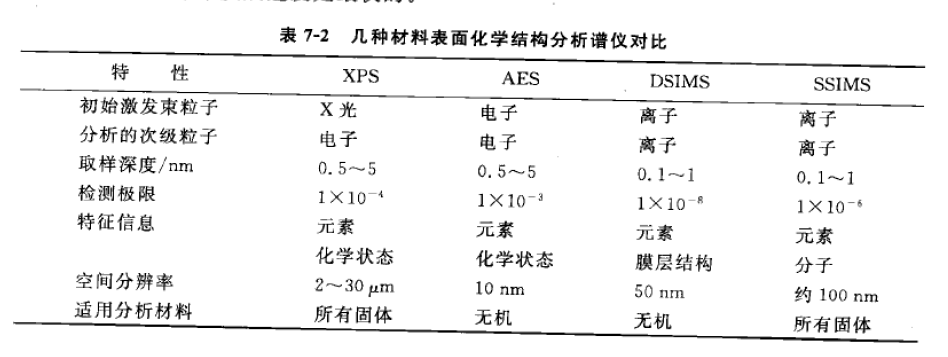 表 7-2 几种材料表面化学结构分析谱仪对比
特 性 XPS AES DSIMS SSIMS
初始激发束粒子 X 光 电子 离子 离子
分析的次级粒子 电子 电子 离子 离子
取样深度/nm 0.5～5 0.5～5 0.1～1 0.1～1
检测极限 1×10⁻⁴ 1×10⁻³ 1×10⁻⁸ 1×10⁻⁶
特征信息 元素 元素 元素 元素
化学状态 化学状态 膜层结构 分子
空间分辨率 2～30 μm 10 nm 50 nm 约 100 nm
适用分析材料 所有固体 无机 无机 所有固体